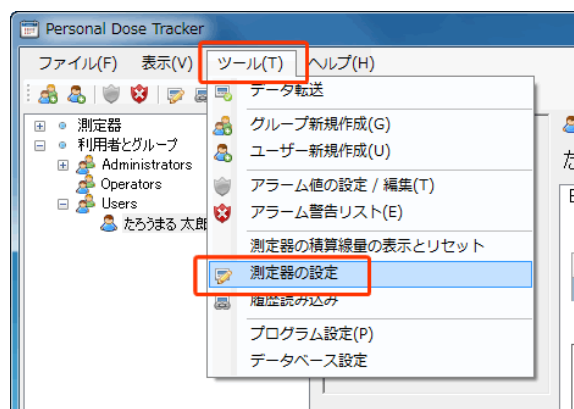 Personal Dose Tracker
ファイル(F) 表示(V) ツール(T) ヘルプ(H)
データ転送
グループ新規作成(G)
ユーザー新規作成(U)
アラーム値の設定 / 編集(T)
アラーム警告リスト(E)
測定器の積算線量の表示とリセット
測定器の設定
履歴読み込み
プログラム設定(P)
データベース設定
測定器
利用者とグループ
Administrators
Operators
Users
たろうまる 太郎
た